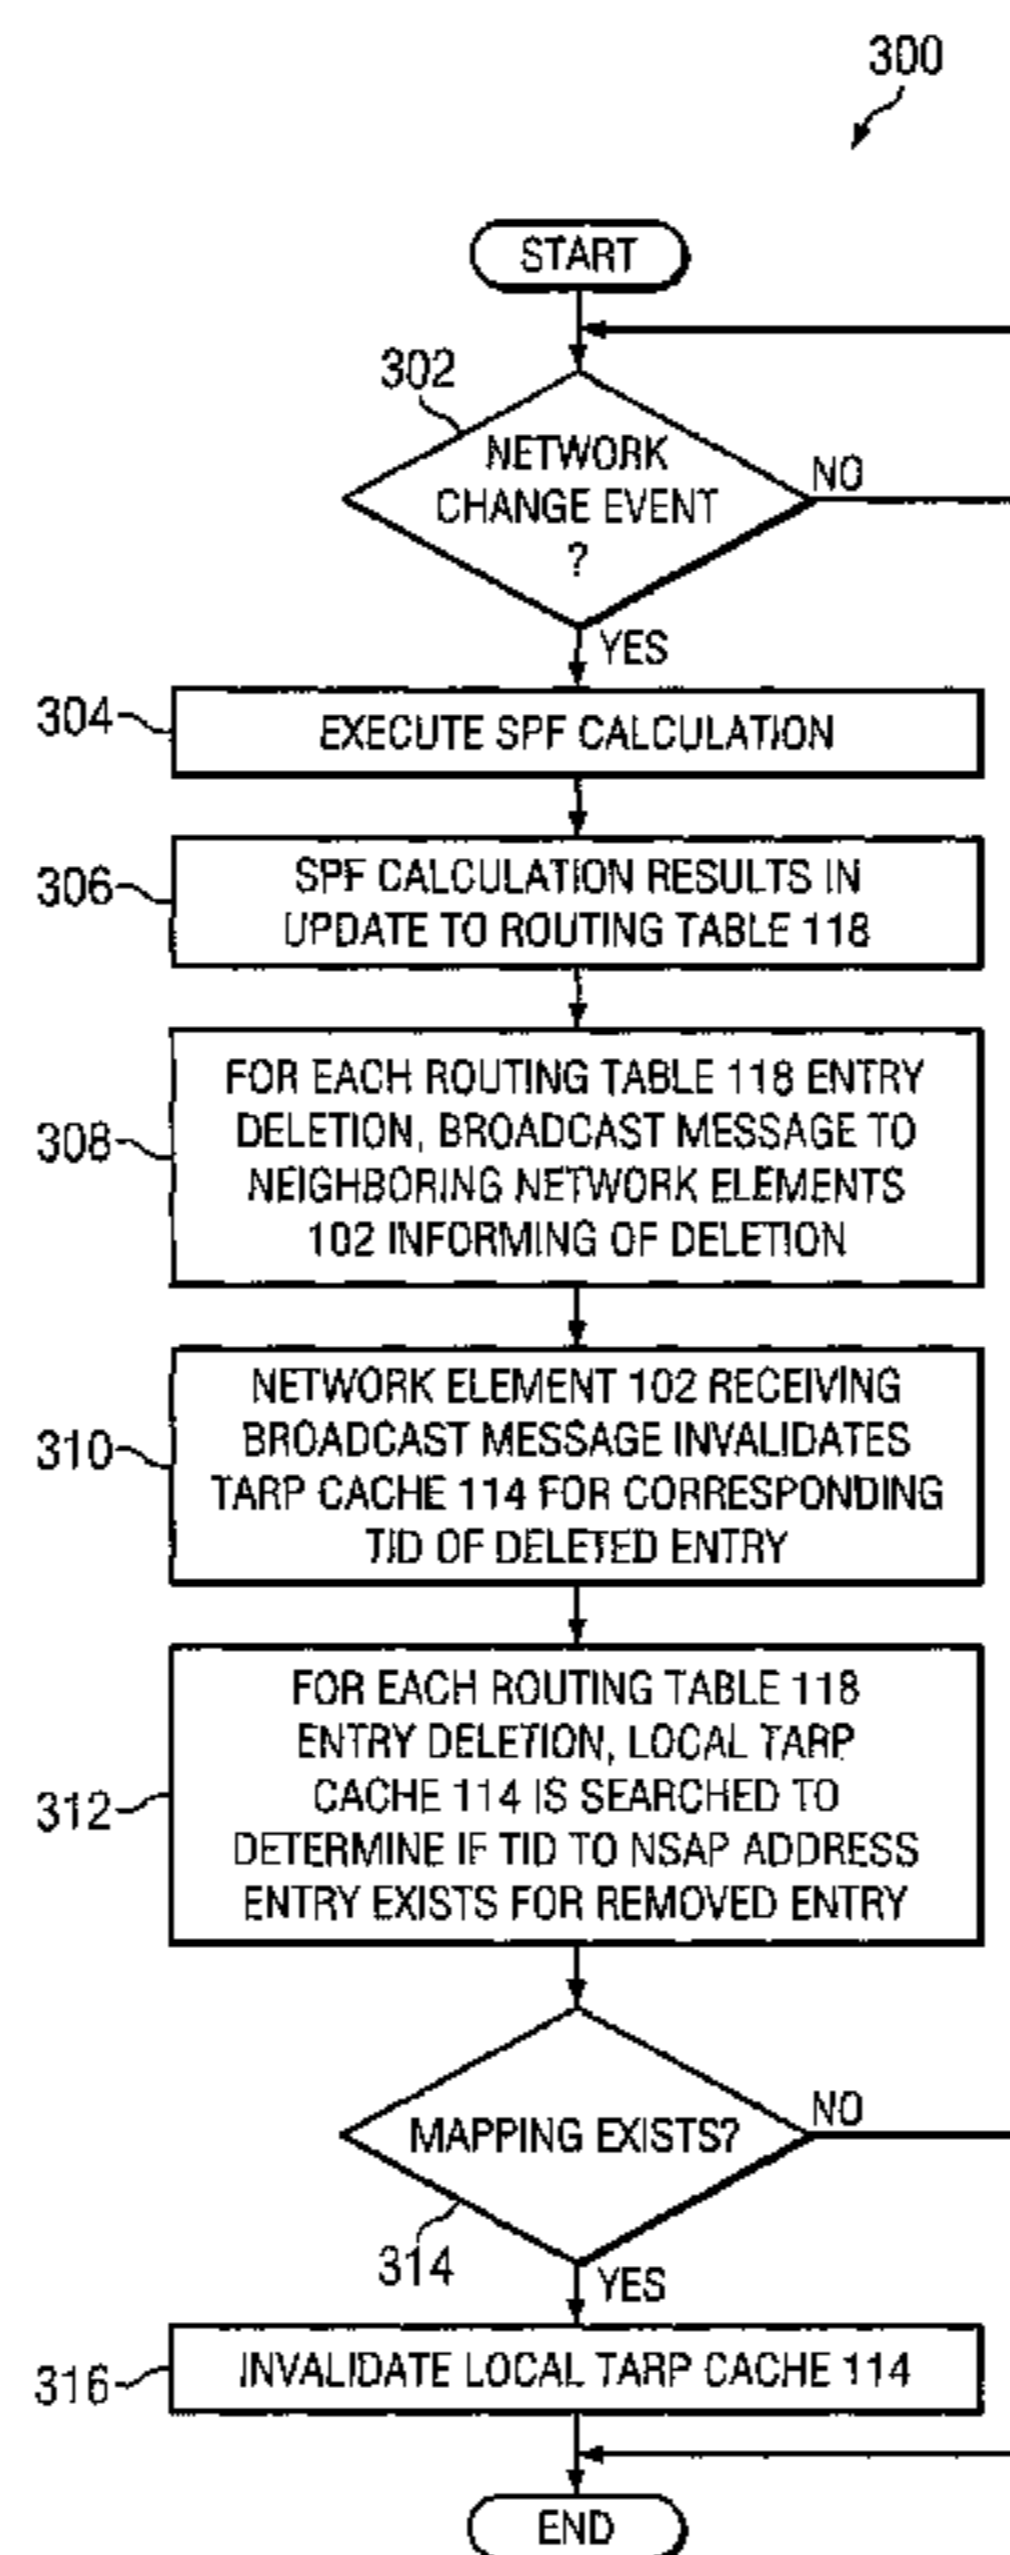 300
START
302
NETWORK
CHANGE EVENT
?
NO
YES
304
EXECUTE SPF CALCULATION
306
SPF CALCULATION RESULTS IN
UPDATE TO ROUTING TABLE 118
308
FOR EACH ROUTING TABLE 118 ENTRY
DELETION, BROADCAST MESSAGE TO
NEIGHBORING NETWORK ELEMENTS
102 INFORMING OF DELETION
310
NETWORK ELEMENT 102 RECEIVING
BROADCAST MESSAGE INVALIDATES
TARP CACHE 114 FOR CORRESPONDING
TID OF DELETED ENTRY
312
FOR EACH ROUTING TABLE 118
ENTRY DELETION, LOCAL TARP
CACHE 114 IS SEARCHED TO
DETERMINE IF TID TO NSAP ADDRESS
ENTRY EXISTS FOR REMOVED ENTRY
MAPPING EXISTS?
NO
314
YES
316
INVALIDATE LOCAL TARP CACHE 114
END